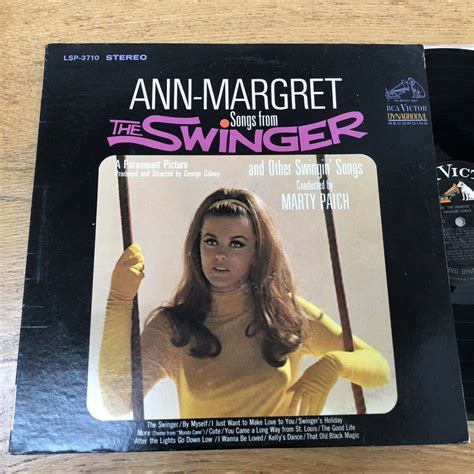 LSP-3710 STEREO
ANN-MARGRET
Songs from
THE SWINGER
A Paramount Picture
Produced and Directed by George Sidney
and Other Swingin' Songs
Conducted by
MARTY PAICH
RCA VICTOR
DYNAGROOVE
RECORDING
The Swinger/By Myself/I Just Want to Make Love to You/Swinger's Holiday
More (Theme from "Mondo Cane")/Cute/You Came a Long Way from St. Louis/The Good Life
After the Lights Go Down Low/I Wanna Be Loved/Kelly's Dance/That Old Black Magic